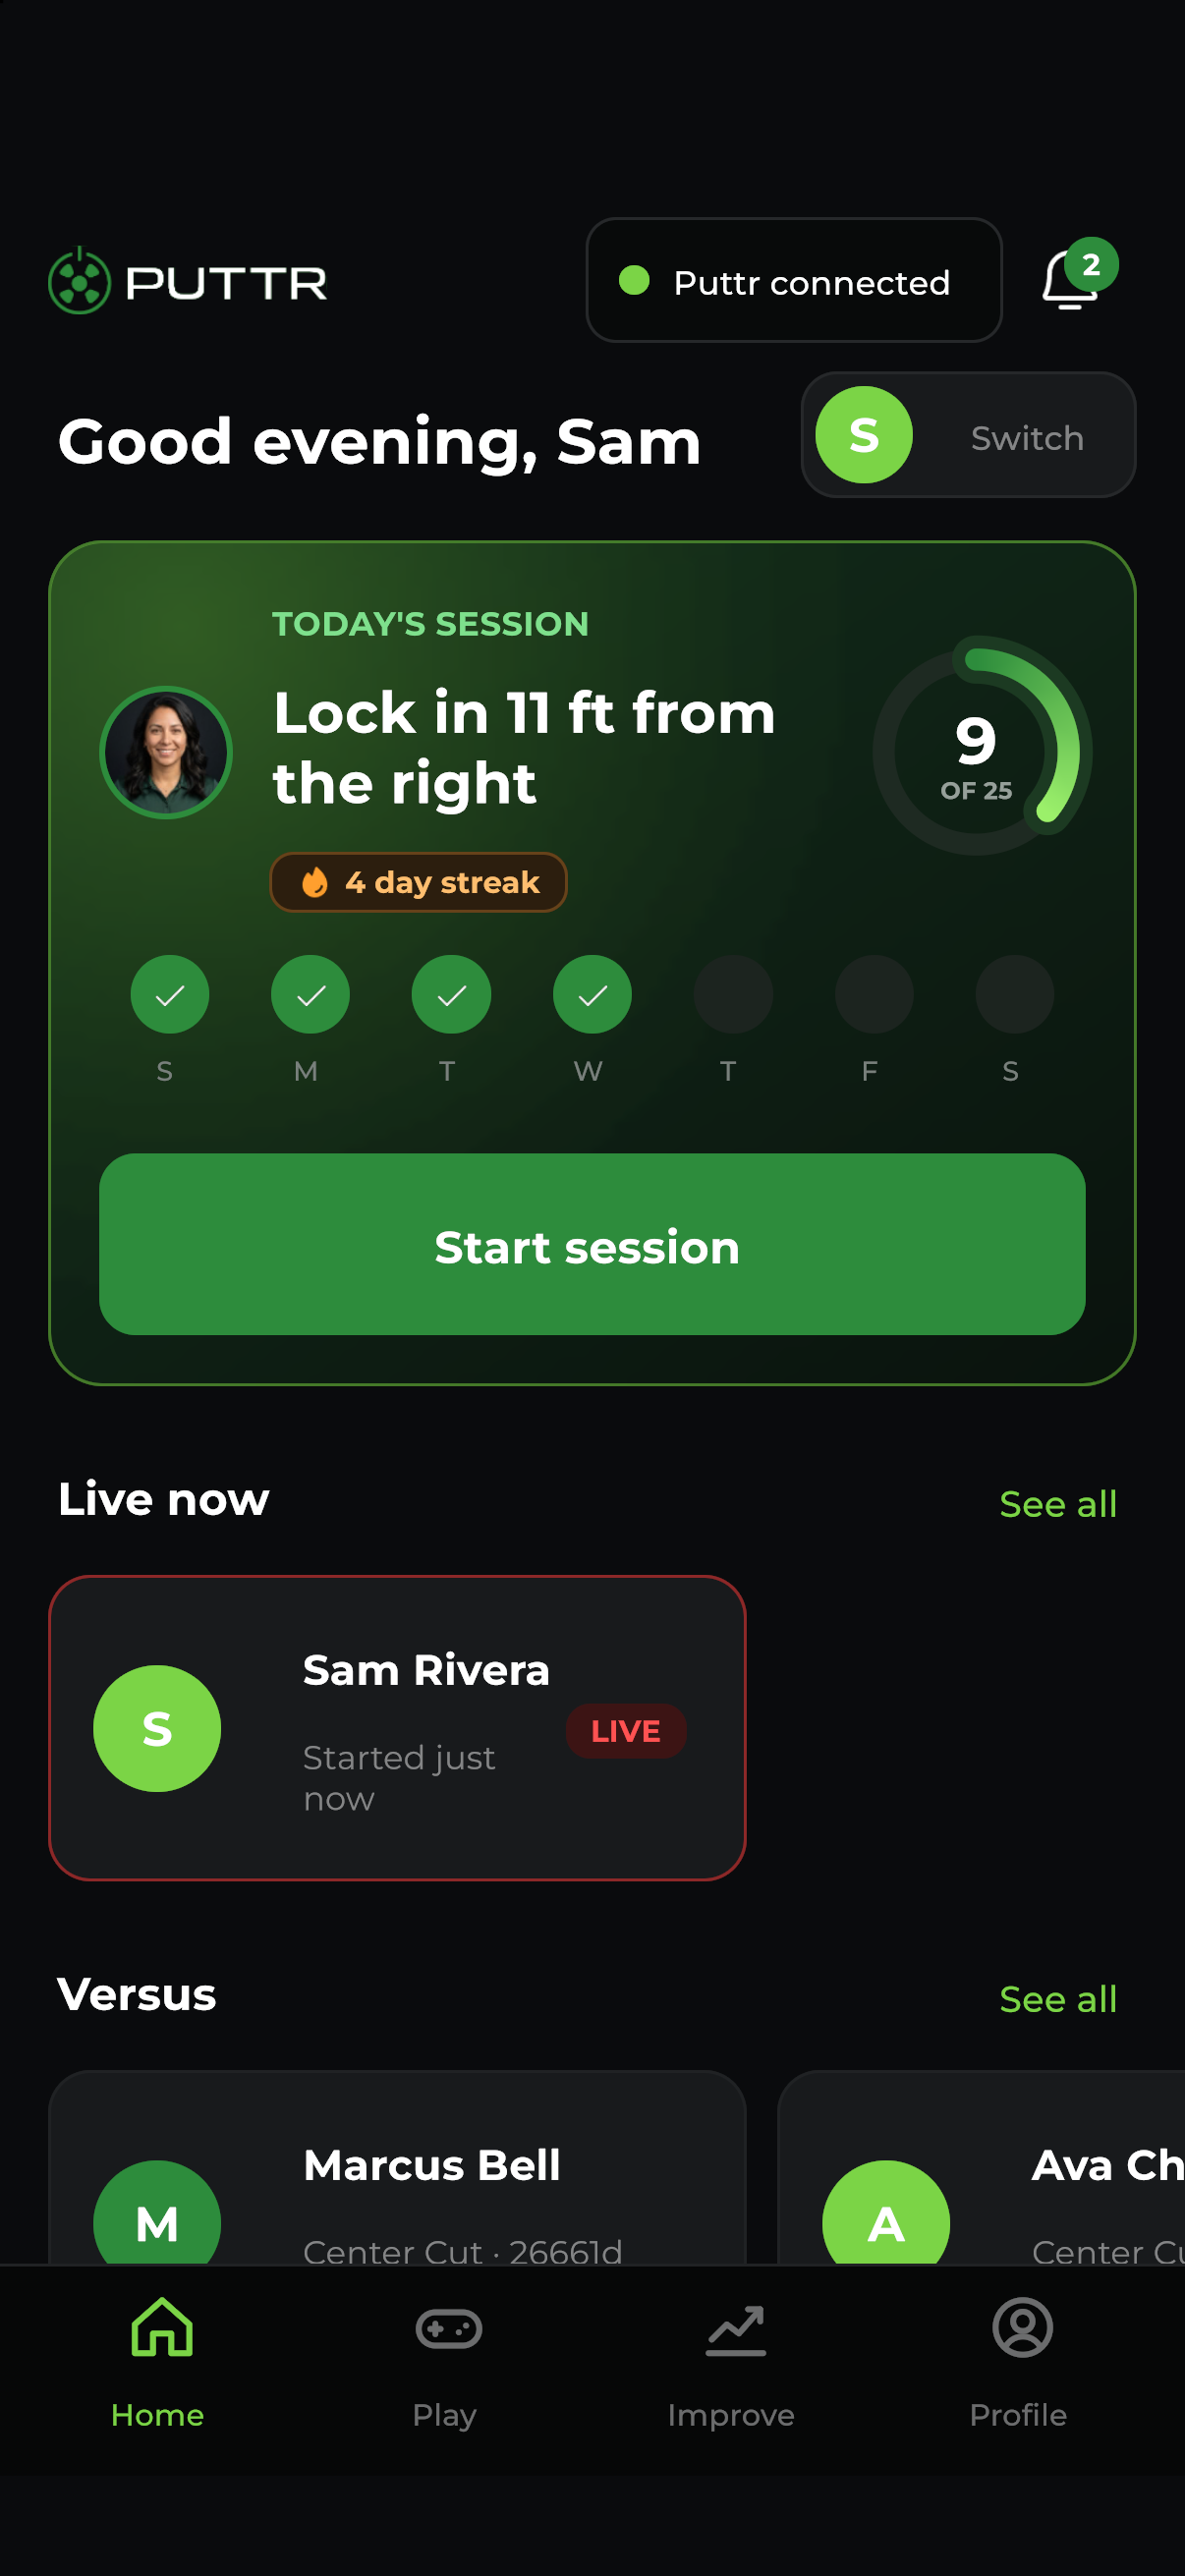 PUTTR
Puttr connected
2
Good evening, Sam
S
Switch
TODAY'S SESSION
Lock in 11 ft from
the right
9
OF 25
4 day streak
S M T W T F S
Start session
Live now
See all
S
Sam Rivera
Started just
now
LIVE
Versus
See all
M
Marcus Bell
Center Cut · 26661d
A
Ava Ch
Center Cu
Home
Play
Improve
Profile